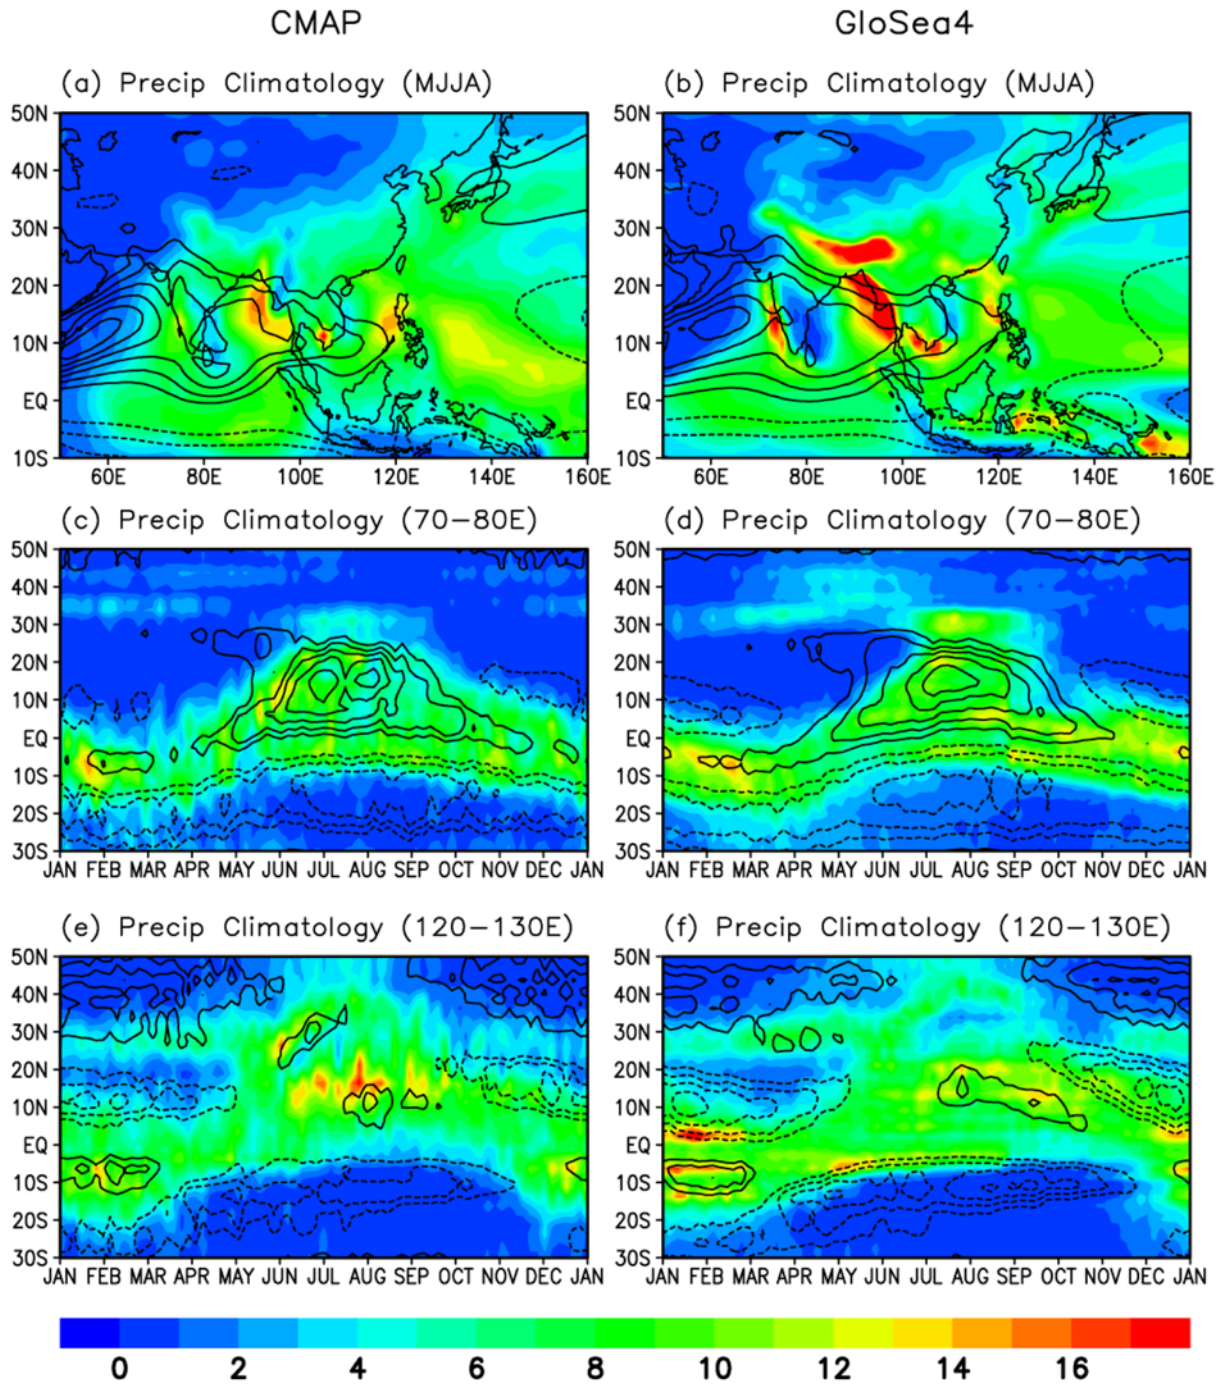 CMAP GloSea4
(a) Precip Climatology (MJJA) (b) Precip Climatology (MJJA)
50N 50N
40N 40N
30N 30N
20N 20N
10N 10N
EQ EQ
10S 10S
60E 80E 100E 120E 140E 160E 60E 80E 100E 120E 140E 160E
(c) Precip Climatology (70-80E) (d) Precip Climatology (70-80E)
50N 50N
40N 40N
30N 30N
20N 20N
10N 10N
EQ EQ
10S 10S
20S 20S
30S 30S
JAN FEB MAR APR MAY JUN JUL AUG SEP OCT NOV DEC JAN JAN FEB MAR APR MAY JUN JUL AUG SEP OCT NOV DEC JAN
(e) Precip Climatology (120-130E) (f) Precip Climatology (120-130E)
50N 50N
40N 40N
30N 30N
20N 20N
10N 10N
EQ EQ
10S 10S
20S 20S
30S 30S
JAN FEB MAR APR MAY JUN JUL AUG SEP OCT NOV DEC JAN JAN FEB MAR APR MAY JUN JUL AUG SEP OCT NOV DEC JAN
0 2 4 6 8 10 12 14 16